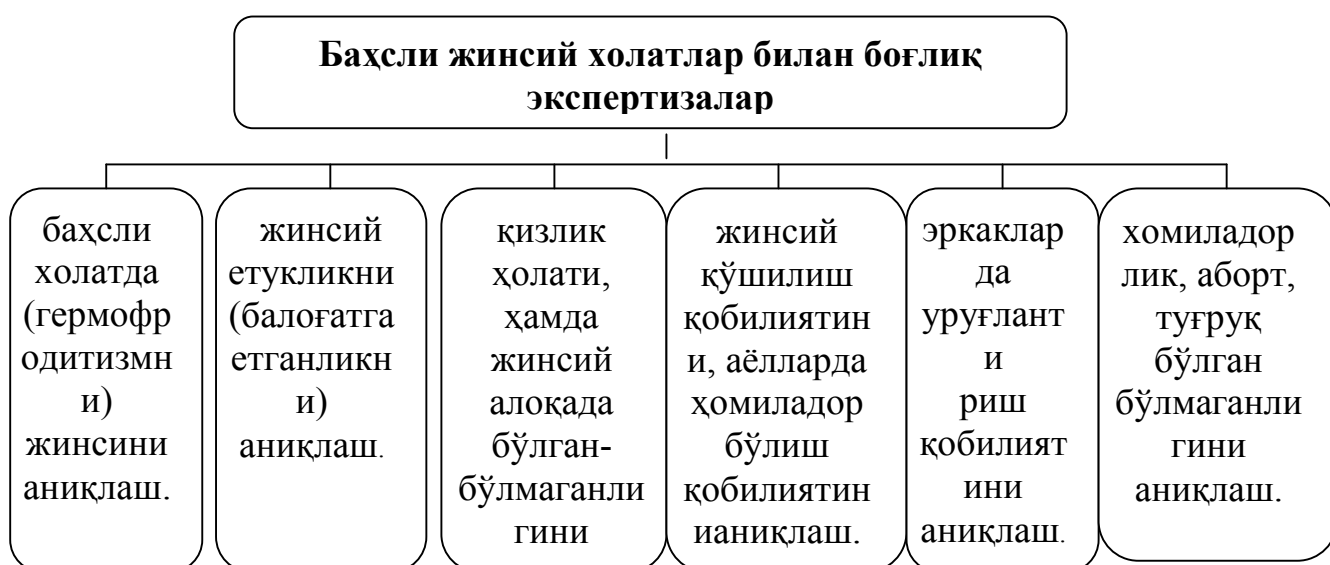 Баҳсли жинсий холатлар билан боғлиқ
экспертизалар
баҳсли
холатда
(гермофр
одитизмн
и)
жинсини
аниқлаш.
жинсий
етукликни
(балоғатга
етганликн
и)
аниқлаш.
қизлик
ҳолати,
ҳамда
жинсий
алоқада
бўлган-
бўлмаганли
гини
жинсий
қўшилиш
қобилиятин
и, аёлларда
ҳомиладор
бўлиш
қобилиятин
ианиқлаш.
эркаклар
да
уруғлант
и
риш
қобилият
ини
аниқлаш.
хомиладор
лик, аборт,
туғруқ
бўлган
бўлмаганли
гини
аниқлаш.